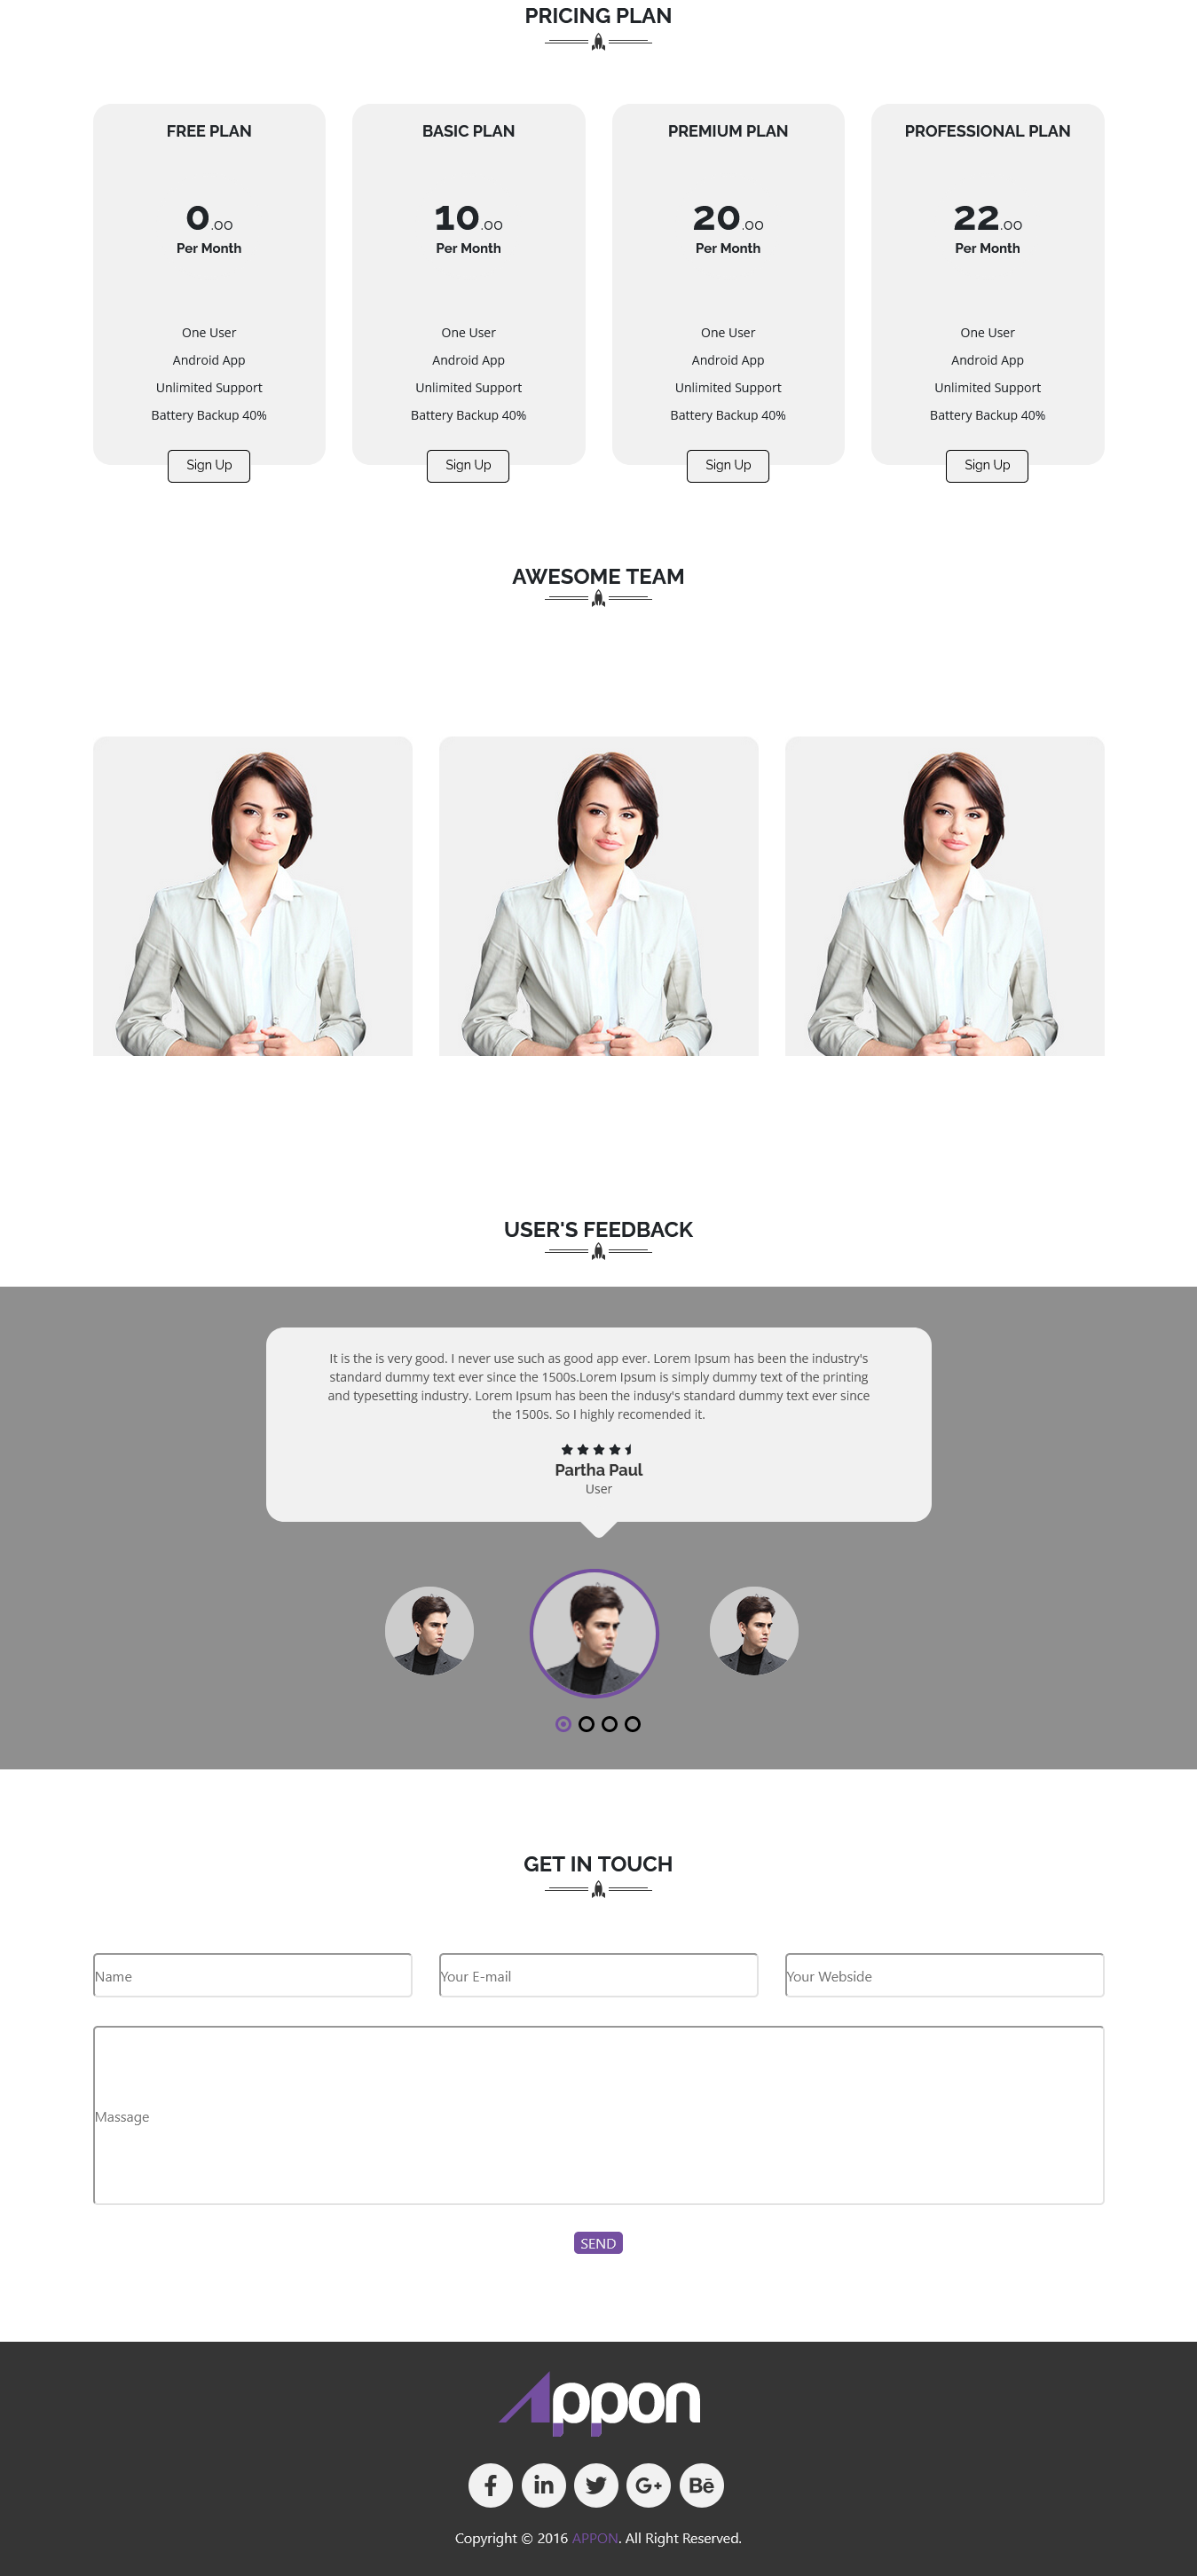 PRICING PLAN
FREE PLAN
0.00
Per Month
One User
Android App
Unlimited Support
Battery Backup 40%
Sign Up
BASIC PLAN
10.00
Per Month
One User
Android App
Unlimited Support
Battery Backup 40%
Sign Up
PREMIUM PLAN
20.00
Per Month
One User
Android App
Unlimited Support
Battery Backup 40%
Sign Up
PROFESSIONAL PLAN
22.00
Per Month
One User
Android App
Unlimited Support
Battery Backup 40%
Sign Up
AWESOME TEAM
USER'S FEEDBACK
It is the is very good. I never use such as good app ever. Lorem Ipsum has been the industry's
standard dummy text ever since the 1500s.Lorem Ipsum is simply dummy text of the printing
and typesetting industry. Lorem Ipsum has been the indusy's standard dummy text ever since
the 1500s. So I highly recomended it.
Partha Paul
User
GET IN TOUCH
Name
Your E-mail
Your Webside
Massage
SEND
Appon
f in G+ Bē
Copyright © 2016 APPON. All Right Reserved.